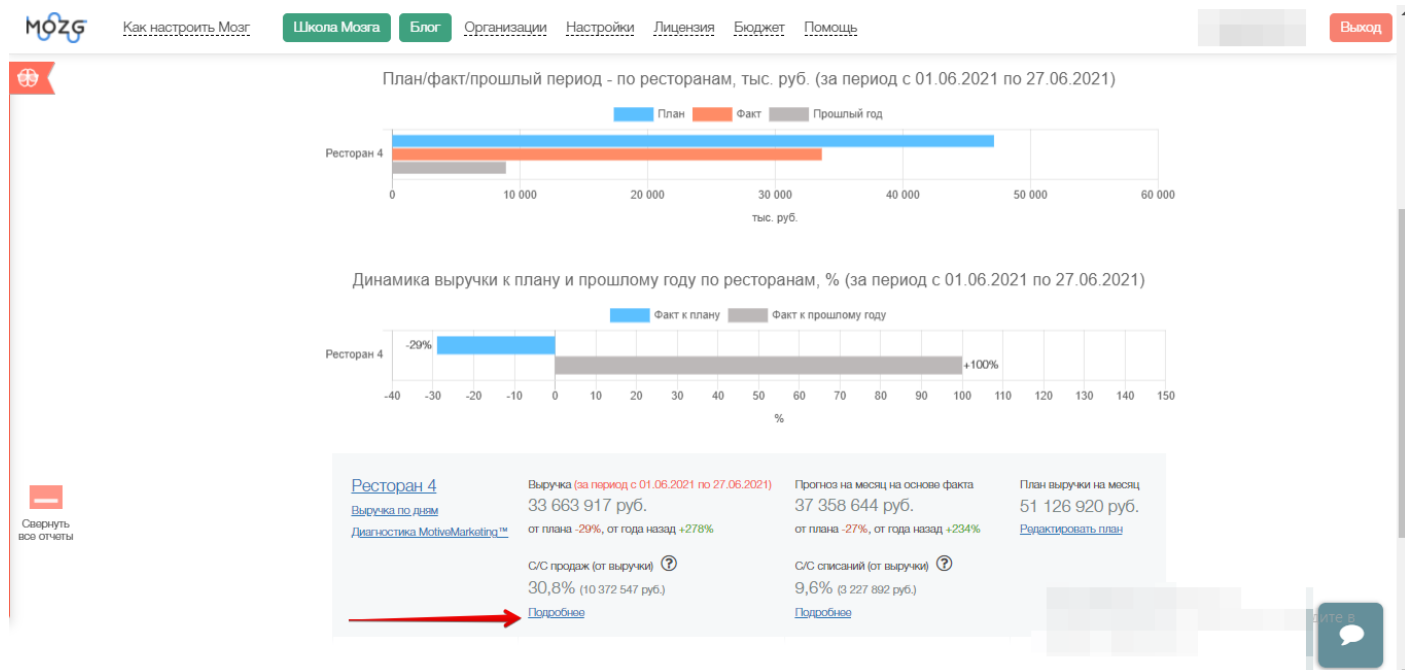 MOZG Как настроить Мозг Школа Мозга Блог Организации Настройки Лицензия Бюджет Помощь Выход
План/факт/прошлый период - по ресторанам, тыс. руб. (за период с 01.06.2021 по 27.06.2021)
План Факт Прошлый год
Ресторан 4
0 10 000 20 000 30 000 40 000 50 000 60 000
тыс. руб.
Динамика выручки к плану и прошлому году по ресторанам, % (за период с 01.06.2021 по 27.06.2021)
Факт к плану Факт к прошлому году
Ресторан 4 -29%
+100%
-40 -30 -20 -10 0 10 20 30 40 50 60 70 80 90 100 110 120 130 140 150
%
Свернуть
все отчеты
Ресторан 4
Выручка по дням
Диагностика MotiveMarketing™
Выручка (за период с 01.06.2021 по 27.06.2021)
33 663 917 руб.
от плана -29%, от года назад +278%
С/С продаж (от выручки) ?
30,8% (10 372 547 руб.)
Подробнее
Прогноз на месяц на основе факта
37 358 644 руб.
от плана -27%, от года назад +234%
С/С списаний (от выручки) ?
9,6% (3 227 892 руб.)
Подробнее
План выручки на месяц
51 126 920 руб.
Редактировать план